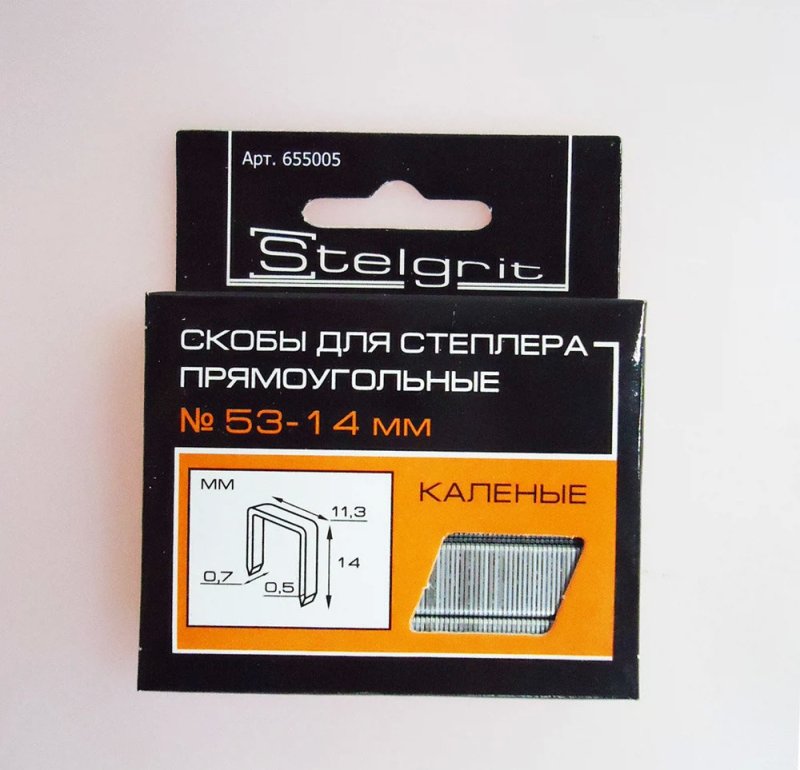 Арт. 655005
Stelgrit
СКОБЫ ДЛЯ СТЕПЛЕРА
ПРЯМОУГОЛЬНЫЕ
№ 53-14 мм
мм
КАЛЕНЫЕ
11,3
14
0,7
0,5